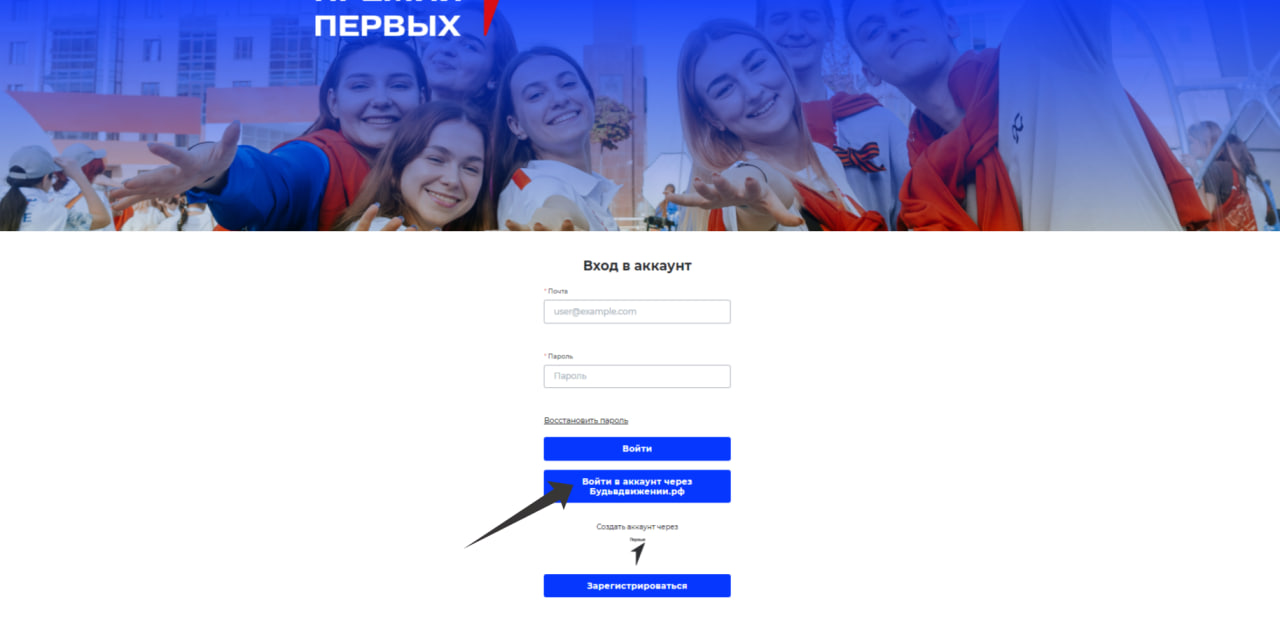 ПЕРВЫХ
Вход в аккаунт
* Почта
user@example.com
* Пароль
Пароль
Восстановить пароль
Войти
Войти в аккаунт через
Будьвдвижении.рф
Создать аккаунт через
Первые
Зарегистрироваться